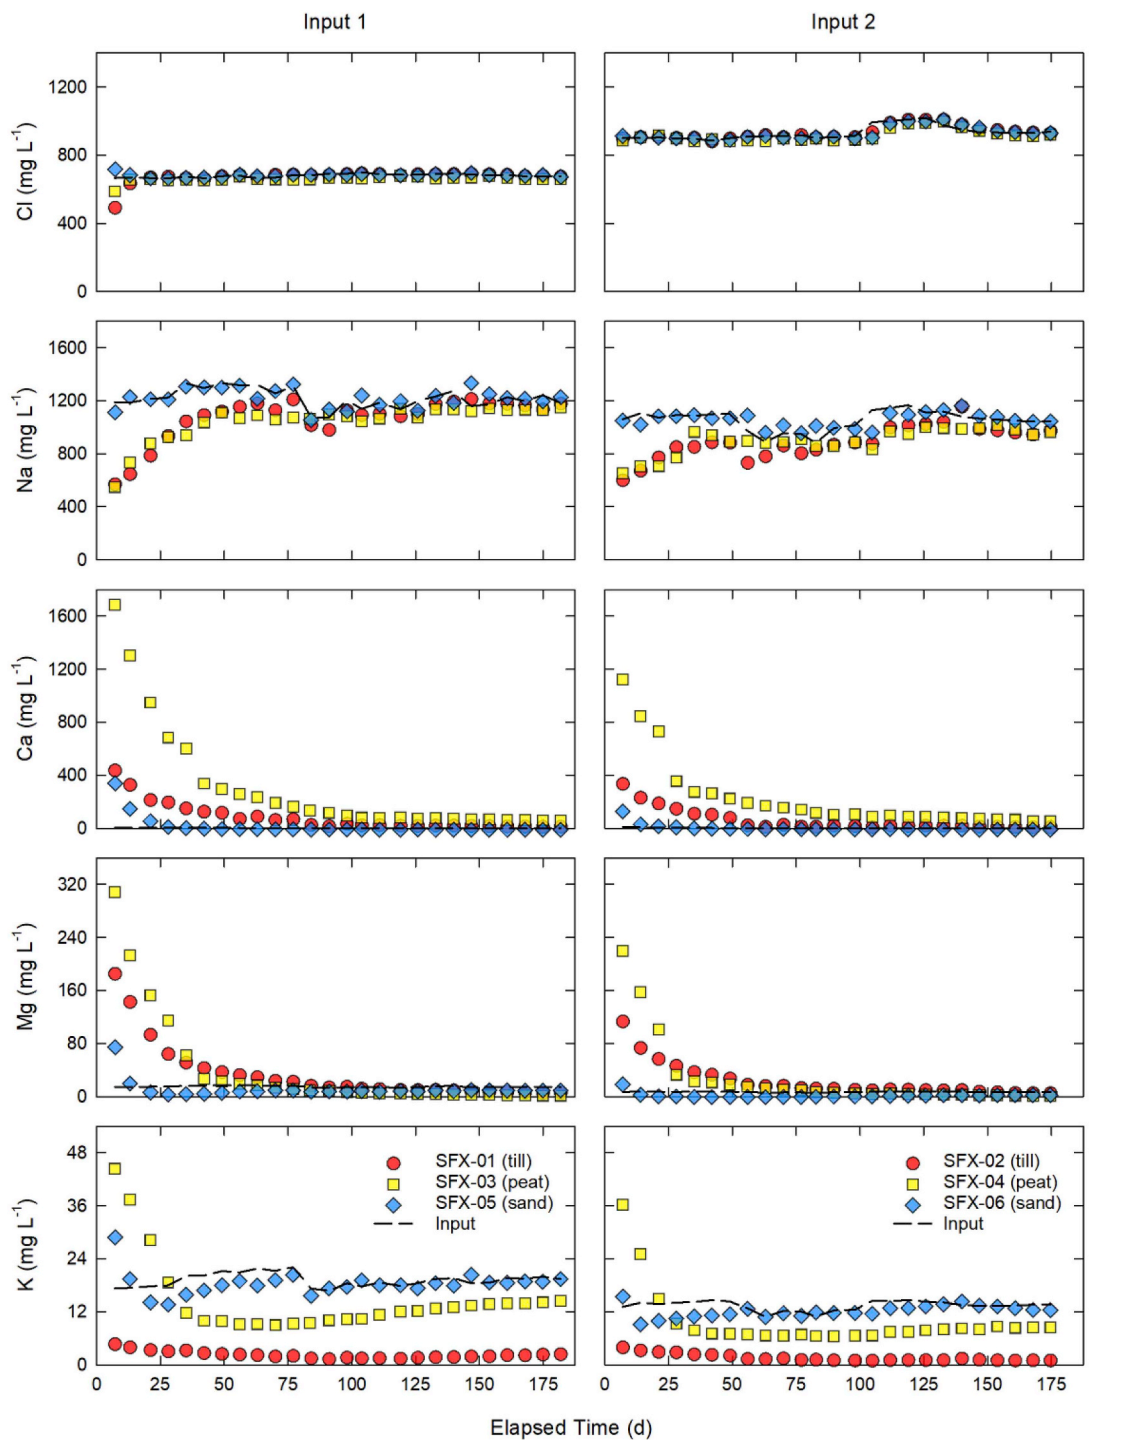 Input 1 Input 2
1200
800
400
0
Cl (mg L-1)
1600
1200
800
400
0
Na (mg L-1)
1600
1200
800
400
0
Ca (mg L-1)
320
240
160
80
0
Mg (mg L-1)
48
36
24
12
0
K (mg L-1)
SFX-01 (till)
SFX-03 (peat)
SFX-05 (sand)
Input
SFX-02 (till)
SFX-04 (peat)
SFX-06 (sand)
Input
0 25 50 75 100 125 150 175 0 25 50 75 100 125 150 175
Elapsed Time (d)